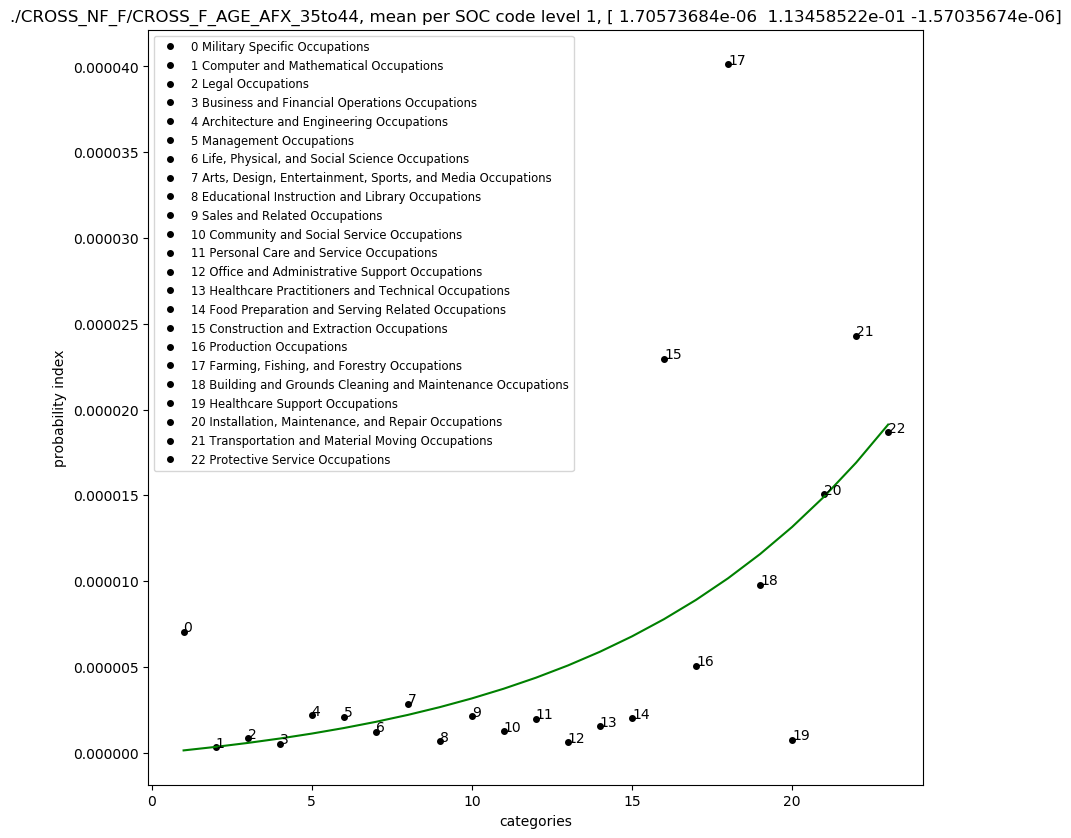 ./CROSS_NF_F/CROSS_F_AGE_AFX_35to44, mean per SOC code level 1, [ 1.70573684e-06  1.13458522e-01 -1.57035674e-06]
0 Military Specific Occupations
1 Computer and Mathematical Occupations
2 Legal Occupations
3 Business and Financial Operations Occupations
4 Architecture and Engineering Occupations
5 Management Occupations
6 Life, Physical, and Social Science Occupations
7 Arts, Design, Entertainment, Sports, and Media Occupations
8 Educational Instruction and Library Occupations
9 Sales and Related Occupations
10 Community and Social Service Occupations
11 Personal Care and Service Occupations
12 Office and Administrative Support Occupations
13 Healthcare Practitioners and Technical Occupations
14 Food Preparation and Serving Related Occupations
15 Construction and Extraction Occupations
16 Production Occupations
17 Farming, Fishing, and Forestry Occupations
18 Building and Grounds Cleaning and Maintenance Occupations
19 Healthcare Support Occupations
20 Installation, Maintenance, and Repair Occupations
21 Transportation and Material Moving Occupations
22 Protective Service Occupations
0.000040
0.000035
0.000030
0.000025
0.000020
0.000015
0.000010
0.000005
0.000000
probability index
0
1
2
3
4
5
6
7
8
9
10
11
12
13
14
15
16
17
18
19
20
21
22
0
5
10
15
20
categories